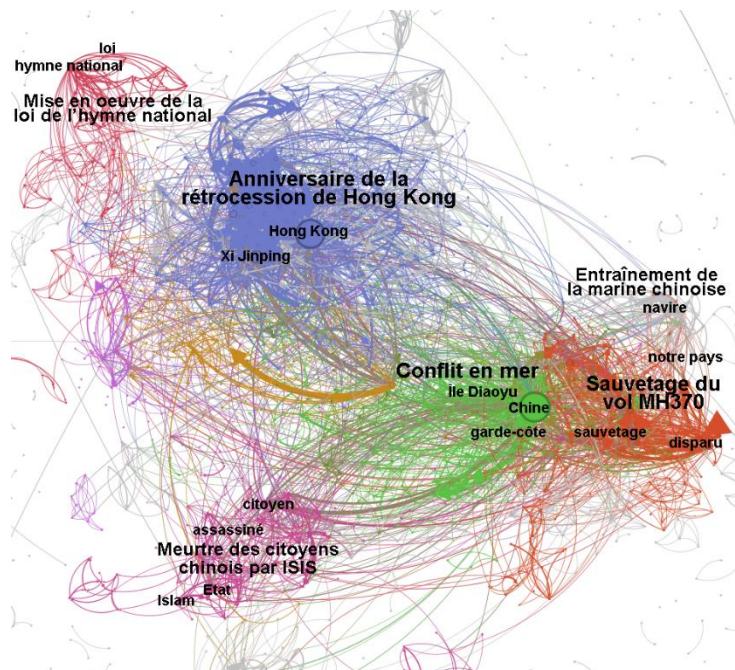 loi
hymne national
Mise en oeuvre de la
loi de l'hymne national
Anniversaire de la
rétrocession de Hong Kong
Hong Kong
Xi Jinping
Entraînement de
la marine chinoise
navire
notre pays
Conflit en mer
île Diaoyu
Chine
garde-côte
Sauvetage du
vol MH370
sauvetage
disparu
citoyen
assassiné
Meurtre des citoyens
chinois par ISIS
Etat
Islam